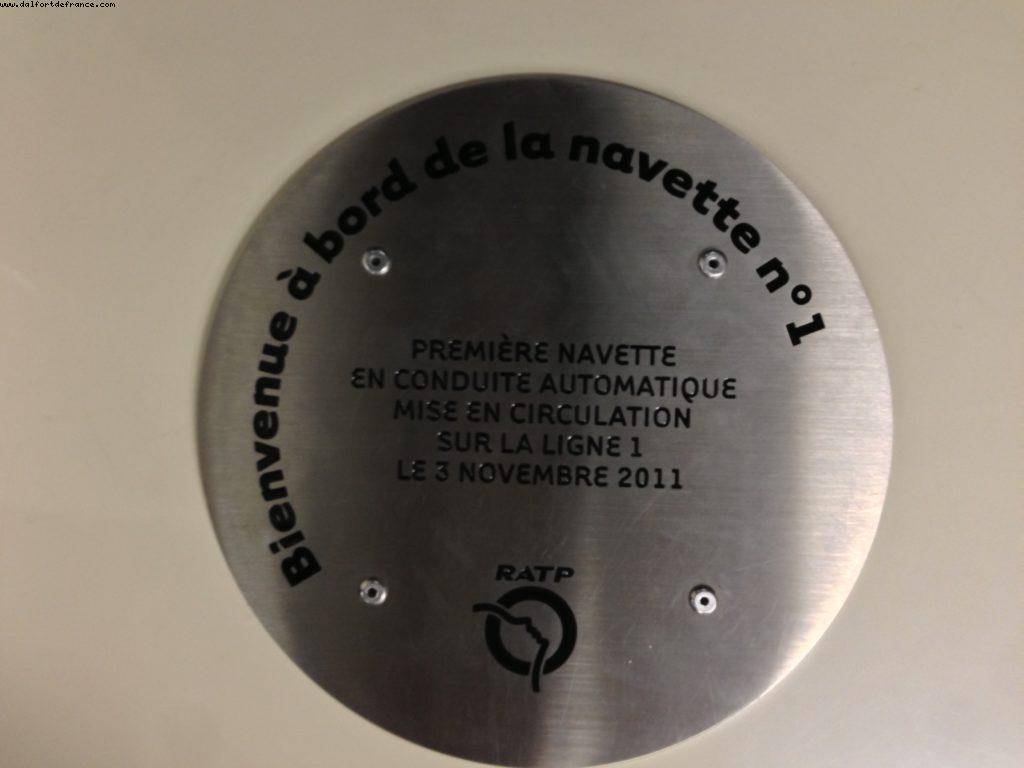 www.dalfortdefrance.com
Bienvenue à bord de la navette n°1
PREMIÈRE NAVETTE
EN CONDUITE AUTOMATIQUE
MISE EN CIRCULATION
SUR LA LIGNE 1
LE 3 NOVEMBRE 2011
RATP